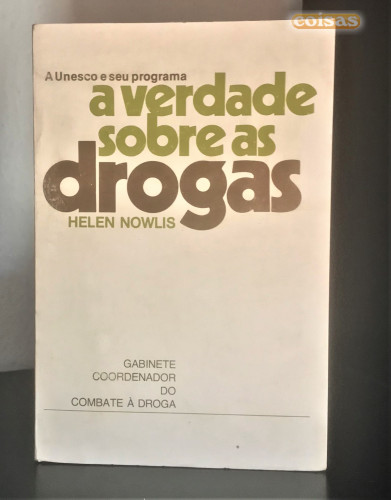 coisas
A Unesco e seu programa
a verdade
sobre as
drogas
HELEN NOWLIS
GABINETE
COORDENADOR
DO
COMBATE À DROGA